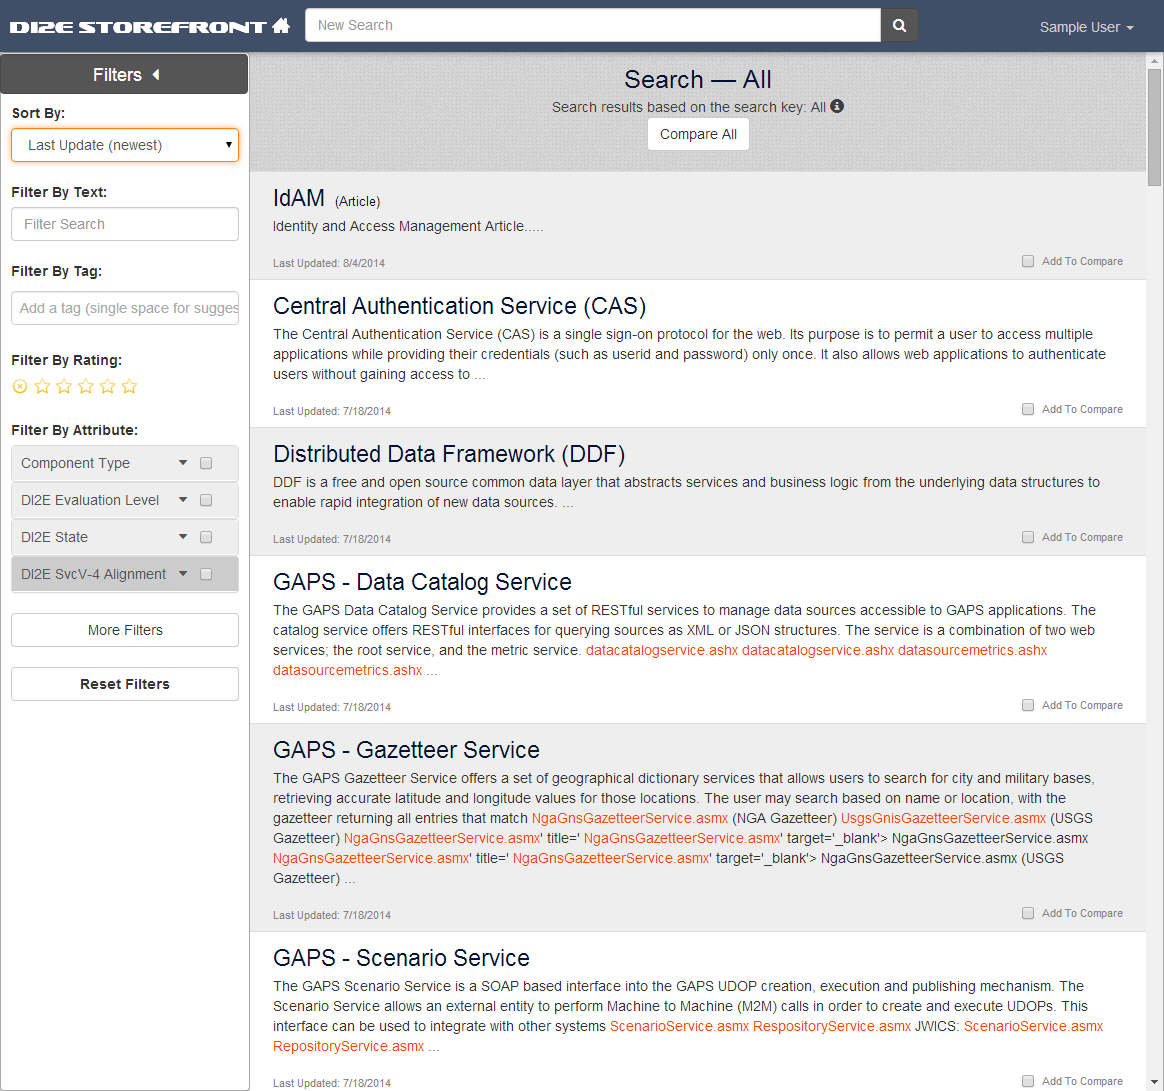 DI2E STOREFRONT
New Search
Sample User
Filters
Sort By:
Last Update (newest)
Filter By Text:
Filter Search
Filter By Tag:
Add a tag (single space for sugges
Filter By Rating:
Filter By Attribute:
Component Type
DI2E Evaluation Level
DI2E State
DI2E SvcV-4 Alignment
More Filters
Reset Filters
Search — All
Search results based on the search key: All
Compare All
IdAM (Article)
Identity and Access Management Article.....
Last Updated: 8/4/2014
Add To Compare
Central Authentication Service (CAS)
The Central Authentication Service (CAS) is a single sign-on protocol for the web. Its purpose is to permit a user to access multiple
applications while providing their credentials (such as userid and password) only once. It also allows web applications to authenticate
users without gaining access to ...
Last Updated: 7/18/2014
Add To Compare
Distributed Data Framework (DDF)
DDF is a free and open source common data layer that abstracts services and business logic from the underlying data structures to
enable rapid integration of new data sources. ...
Last Updated: 7/18/2014
Add To Compare
GAPS - Data Catalog Service
The GAPS Data Catalog Service provides a set of RESTful services to manage data sources accessible to GAPS applications. The
catalog service offers RESTful interfaces for querying sources as XML or JSON structures. The service is a combination of two web
services; the root service, and the metric service. datacatalogservice.ashx datacatalogservice.ashx datasourcemetrics.ashx
datasourcemetrics.ashx ...
Last Updated: 7/18/2014
Add To Compare
GAPS - Gazetteer Service
The GAPS Gazetteer Service offers a set of geographical dictionary services that allows users to search for city and military bases,
retrieving accurate latitude and longitude values for those locations. The user may search based on name or location, with the
gazetteer returning all entries that match NgaGnsGazetteerService.asmx (NGA Gazetteer) UsgsGnisGazetteerService.asmx (USGS
Gazetteer) NgaGnsGazetteerService.asmx' title=' NgaGnsGazetteerService.asmx' target='_blank'> NgaGnsGazetteerService.asmx
NgaGnsGazetteerService.asmx' title=' NgaGnsGazetteerService.asmx' target='_blank'> NgaGnsGazetteerService.asmx (USGS
Gazetteer) ...
Last Updated: 7/18/2014
Add To Compare
GAPS - Scenario Service
The GAPS Scenario Service is a SOAP based interface into the GAPS UDOP creation, execution and publishing mechanism. The
Scenario Service allows an external entity to perform Machine to Machine (M2M) calls in order to create and execute UDOPs. This
interface can be used to integrate with other systems ScenarioService.asmx RespositoryService.asmx JWICS: ScenarioService.asmx
RepositoryService.asmx ...
Last Updated: 7/18/2014
Add To Compare